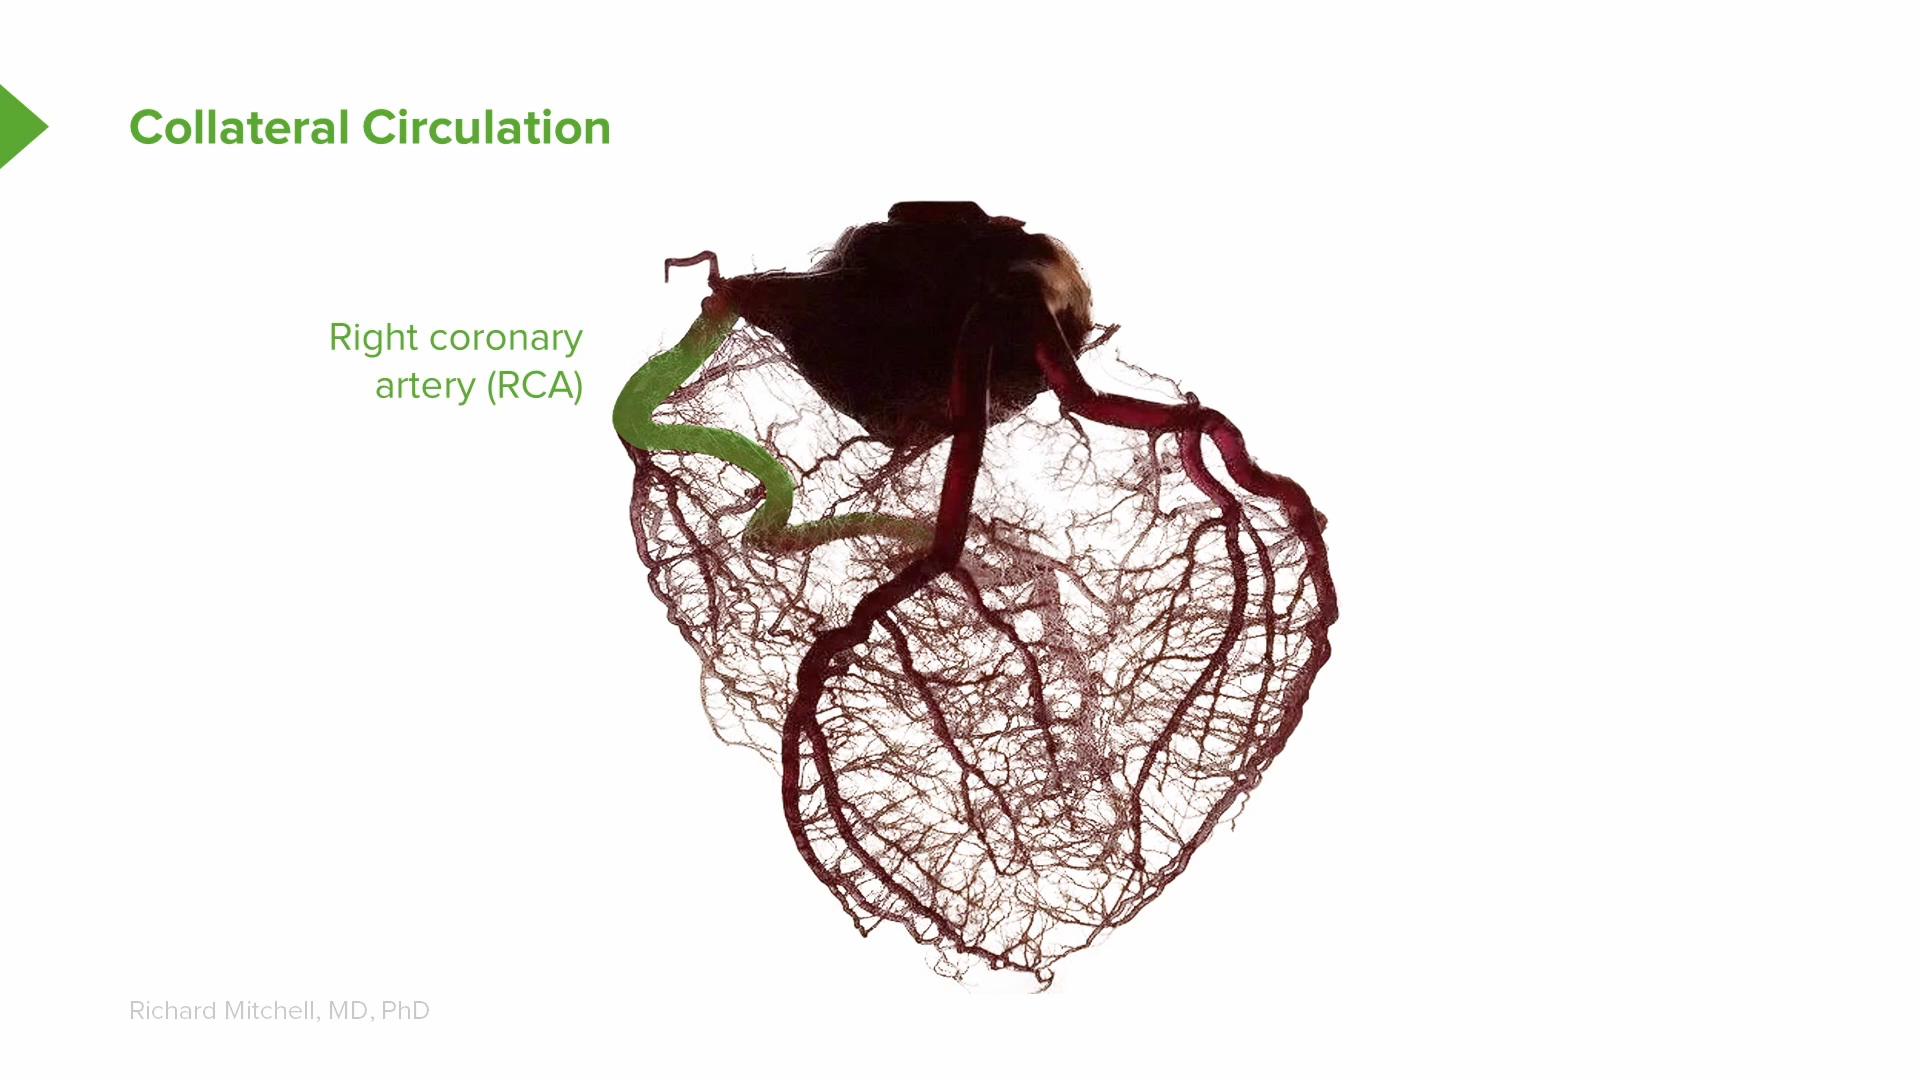 Collateral Circulation
Right coronary
artery (RCA)
Richard Mitchell, MD, PhD